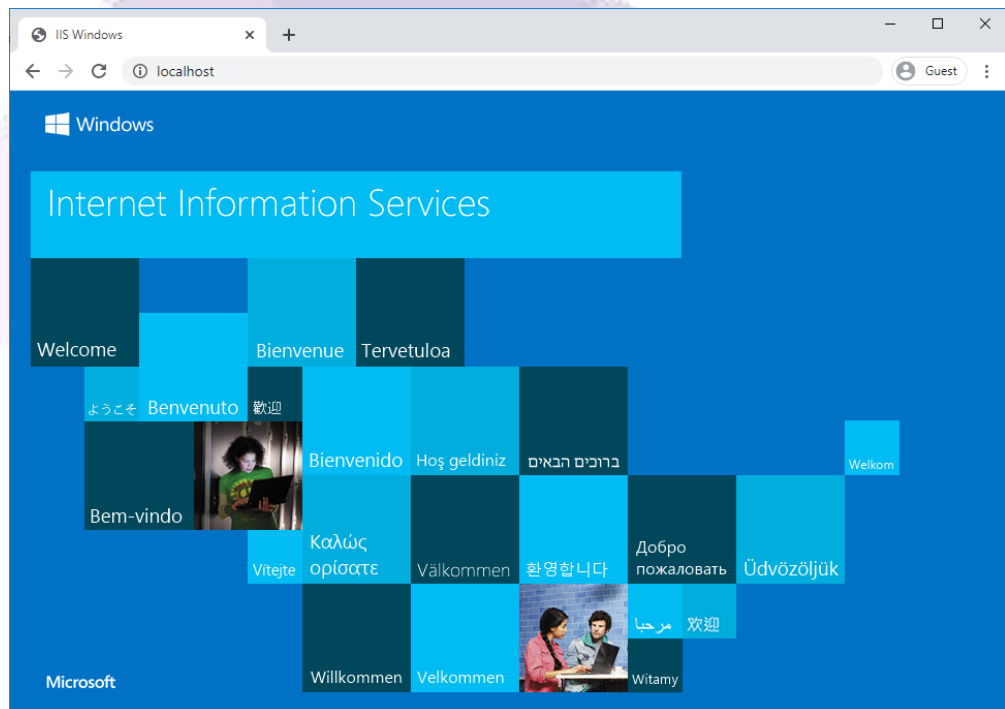 IIS Windows
localhost
Guest
Windows
Internet Information Services
Welcome
Bienvenue
Tervetuloa
ようこそ
Benvenuto
歡迎
Bienvenido
Hoş geldiniz
ברוכים הבאים
Welkom
Bem-vindo
Vítejte
Καλώς
ορίσατε
Välkommen
환영합니다
Добро
пожаловать
Üdvözöljük
مرحبا
欢迎
Willkommen
Velkommen
Witamy
Microsoft